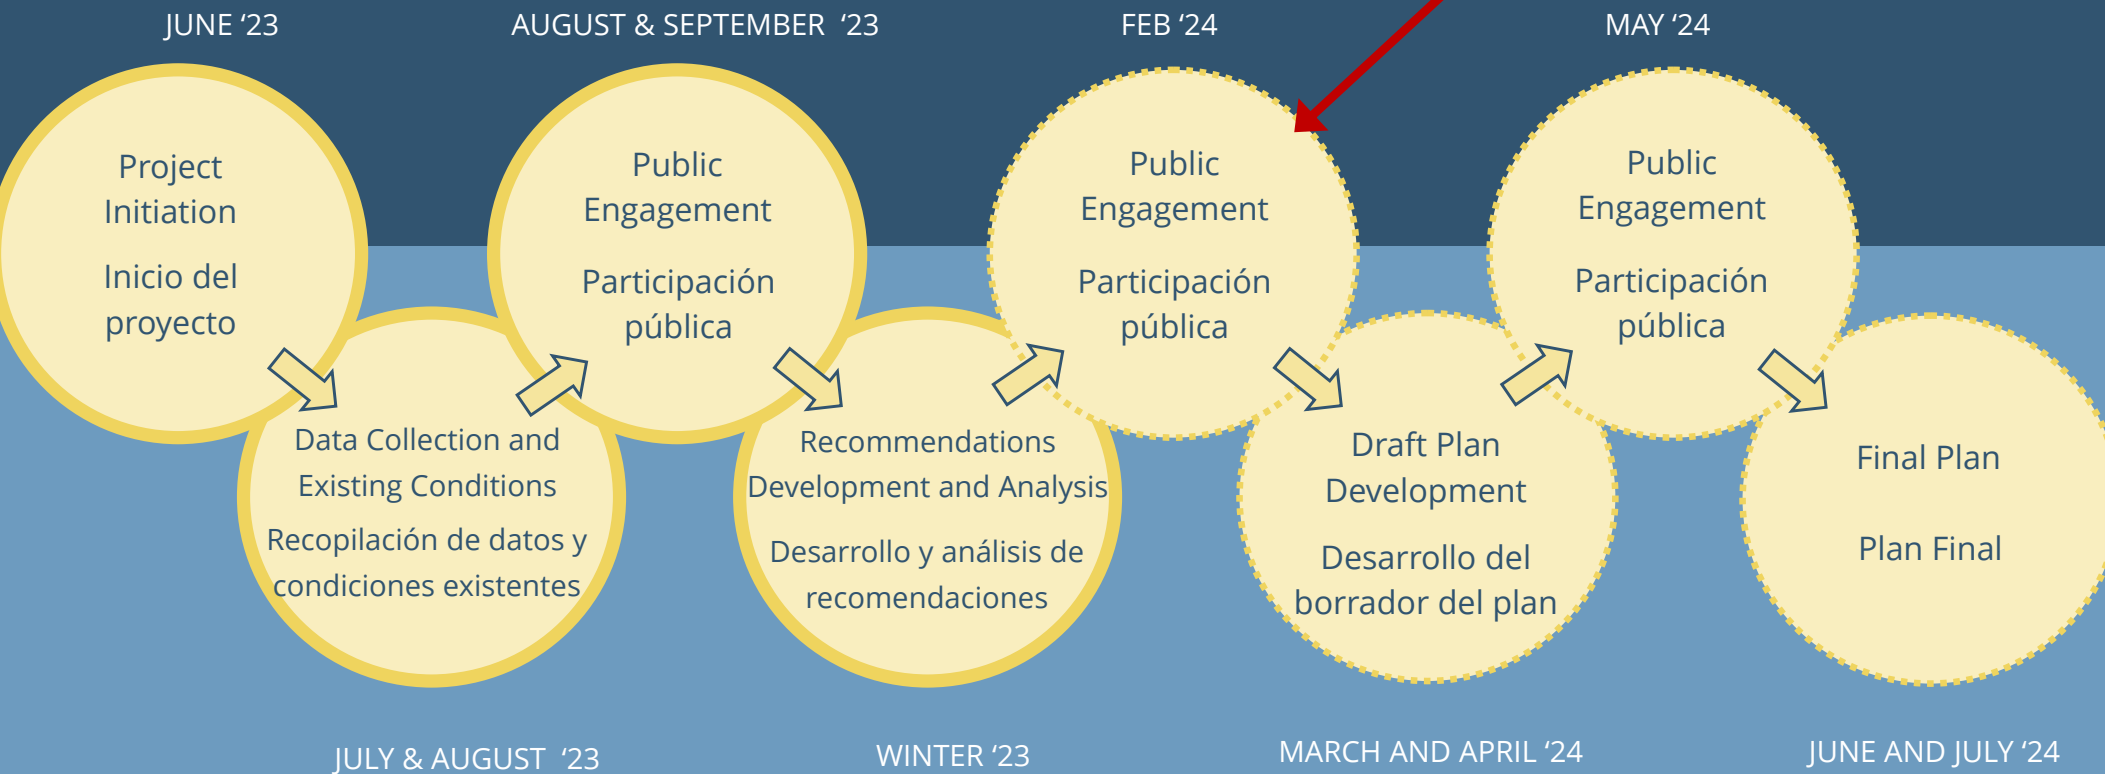 JUNE ‘23
AUGUST & SEPTEMBER ‘23
FEB ‘24
MAY ‘24
Project
Initiation
Inicio del
proyecto
Data Collection and
Existing Conditions
Recopilación de datos y
condiciones existentes
Public
Engagement
Participación
pública
Recommendations
Development and Analysis
Desarrollo y análisis de
recomendaciones
Public
Engagement
Participación
pública
Draft Plan
Development
Desarrollo del
borrador del plan
Public
Engagement
Participación
pública
Final Plan
Plan Final
JULY & AUGUST ‘23
WINTER ‘23
MARCH AND APRIL ‘24
JUNE AND JULY ‘24